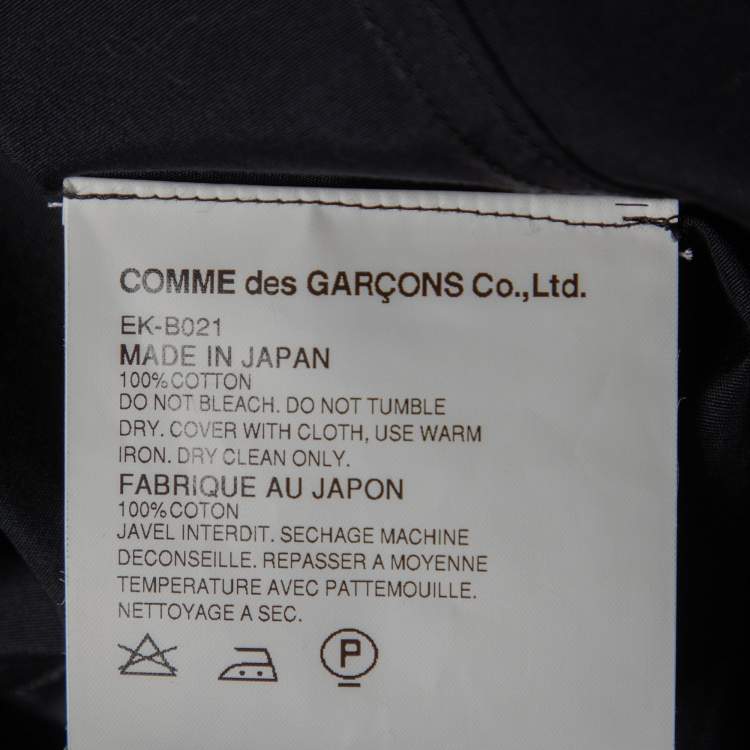 COMME des GARÇONS Co.,Ltd.
EK-B021
MADE IN JAPAN
100% COTTON
DO NOT BLEACH. DO NOT TUMBLE
DRY. COVER WITH CLOTH, USE WARM
IRON. DRY CLEAN ONLY.
FABRIQUE AU JAPON
100% COTON
JAVEL INTERDIT. SECHAGE MACHINE
DECONSEILLE. REPASSER A MOYENNE
TEMPERATURE AVEC PATTEMOUILLE.
NETTOYAGE A SEC.
P